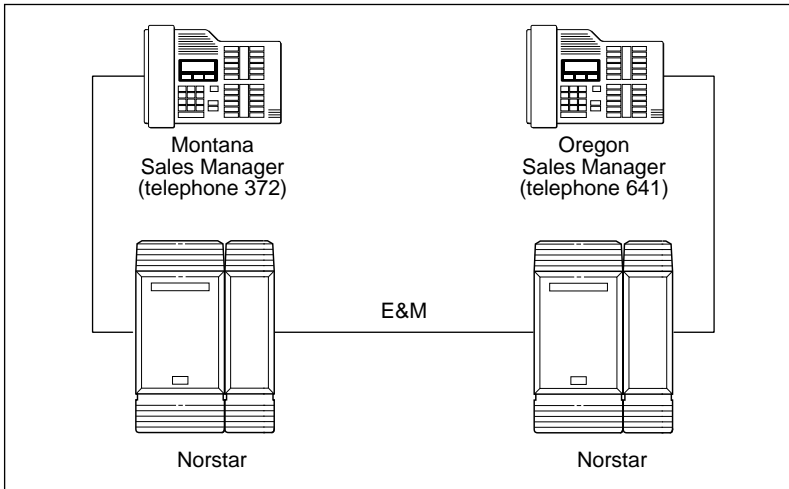 Montana
Sales Manager
(telephone 372)
Oregon
Sales Manager
(telephone 641)
E&M
Norstar
Norstar